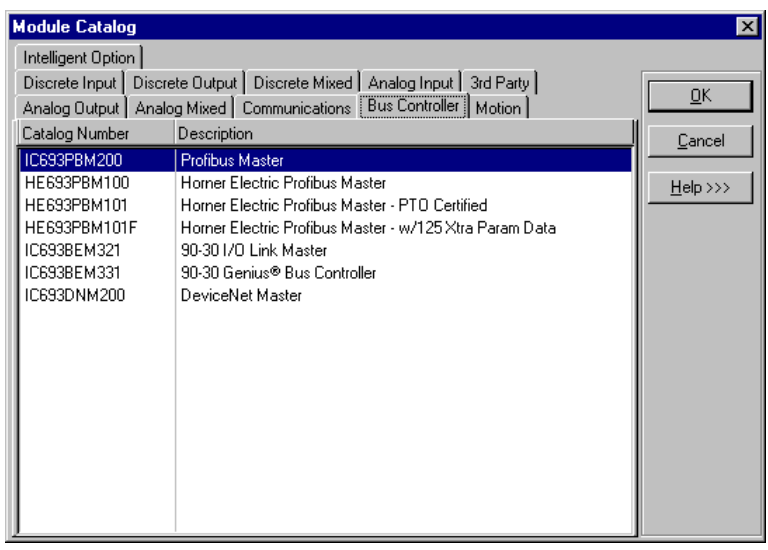 Module Catalog
Intelligent Option
Discrete Input Discrete Output Discrete Mixed Analog Input 3rd Party
Analog Output Analog Mixed Communications Bus Controller Motion
Catalog Number Description
IC693PBM200 Profibus Master
HE693PBM100 Horner Electric Profibus Master
HE693PBM101 Horner Electric Profibus Master - PTO Certified
HE693PBM101F Horner Electric Profibus Master - w/125 Xtra Param Data
IC693BEM321 90-30 I/O Link Master
IC693BEM331 90-30 Genius® Bus Controller
IC693DNM200 DeviceNet Master
OK
Cancel
Help >>>